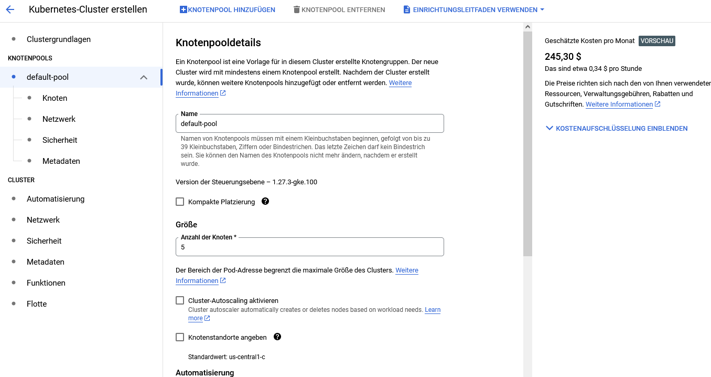 Kubernetes-Cluster erstellen
KNOTENPOOL HINZUFÜGEN
KNOTENPOOL ENTFERNEN
EINRICHTUNGSLEITFADEN VERWENDEN
Clustergrundlagen
KNOTENPOOLS
default-pool
Knoten
Netzwerk
Sicherheit
Metadaten
CLUSTER
Automatisierung
Netzwerk
Sicherheit
Metadaten
Funktionen
Flotte
Knotenpooldetails
Ein Knotenpool ist eine Vorlage für in diesem Cluster erstellte Knotengruppen. Der neue
Cluster wird mit mindestens einem Knotenpool erstellt. Nachdem der Cluster erstellt
wurde, können weitere Knotenpools hinzugefügt oder entfernt werden. Weitere
Informationen
Name
default-pool
Namen von Knotenpools müssen mit einem Kleinbuchstaben beginnen, gefolgt von bis zu
39 Kleinbuchstaben, Ziffern oder Bindestrichen. Das letzte Zeichen darf kein Bindestrich
sein. Sie können den Namen des Knotenpools nicht mehr ändern, nachdem er erstellt
wurde.
Version der Steuerungsebene – 1.27.3-gke.100
Kompakte Platzierung
Größe
Anzahl der Knoten *
5
Der Bereich der Pod-Adresse begrenzt die maximale Größe des Clusters. Weitere
Informationen
Cluster-Autoscaling aktivieren
Cluster autoscaler automatically creates or deletes nodes based on workload needs. Learn
more
Knotenstandorte angeben
Standardwert: us-central1-c
Automatisierung
Geschätzte Kosten pro Monat VORSCHAU
245,30 $
Das sind etwa 0,34 $ pro Stunde
Die Preise richten sich nach den von Ihnen verwendeten
Ressourcen, Verwaltungsgebühren, Rabatten und
Gutschriften. Weitere Informationen
KOSTENAUFSCHLÜSSELUNG EINBLENDEN